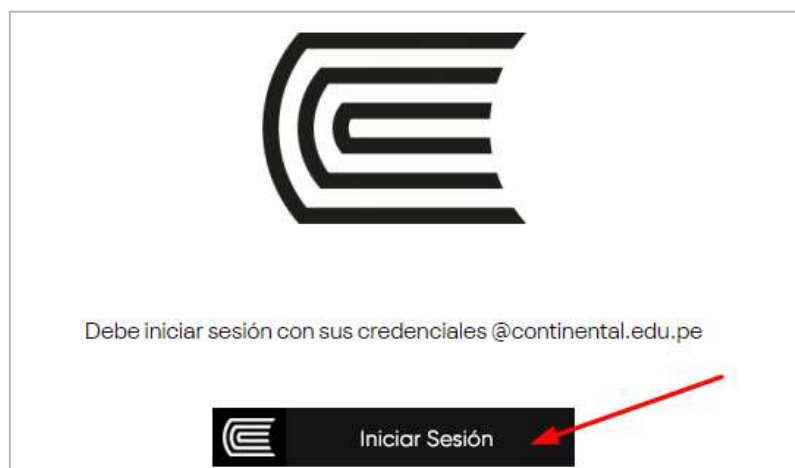 Debe iniciar sesión con sus credenciales @continental.edu.pe
Iniciar Sesión